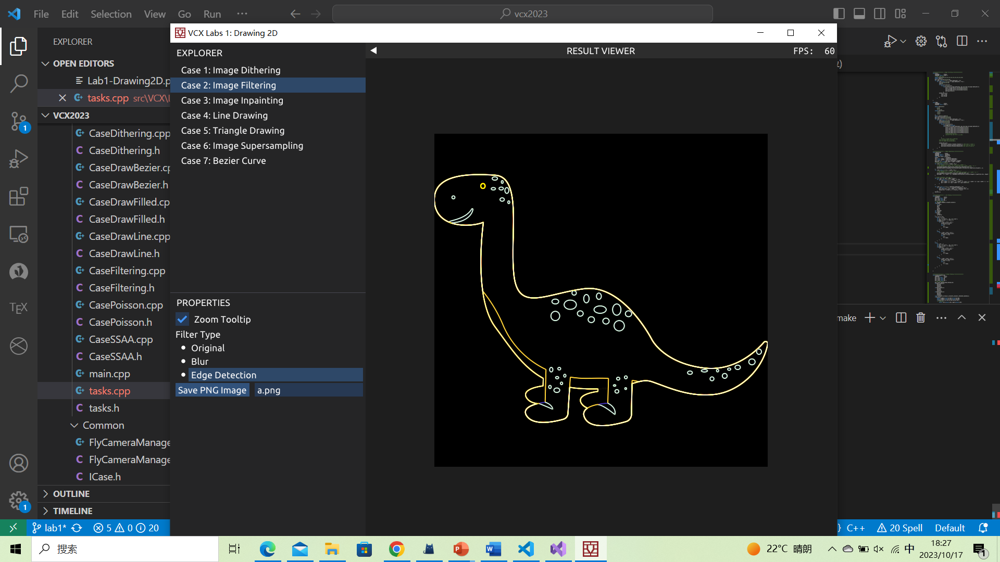 File Edit Selection View Go Run ···
vcx2023
EXPLORER
OPEN EDITORS
Lab1-Drawing2D.p
tasks.cpp src\VCX\
VCX2023
CaseDithering.cpp
CaseDithering.h
CaseDrawBezier.cp
CaseDrawBezier.h
CaseDrawFilled.cp
CaseDrawFilled.h
CaseDrawLine.cpp
CaseDrawLine.h
CaseFiltering.cpp
CaseFiltering.h
CasePoisson.cpp
CasePoisson.h
CaseSSAA.cpp
CaseSSAA.h
main.cpp
tasks.cpp
tasks.h
Common
FlyCameraManage
FlyCameraManage
ICase.h
OUTLINE
TIMELINE
1
TEX
1
VCX Labs 1: Drawing 2D
EXPLORER
Case 1: Image Dithering
Case 2: Image Filtering
Case 3: Image Inpainting
Case 4: Line Drawing
Case 5: Triangle Drawing
Case 6: Image Supersampling
Case 7: Bezier Curve
PROPERTIES
Zoom Tooltip
Filter Type
Original
Blur
Edge Detection
Save PNG Image a.png
RESULT VIEWER
FPS: 60
make
lab1* 5 0 20
C++ 20 Spell Default
搜索
22°C 晴朗
中
18:27
2023/10/17
1